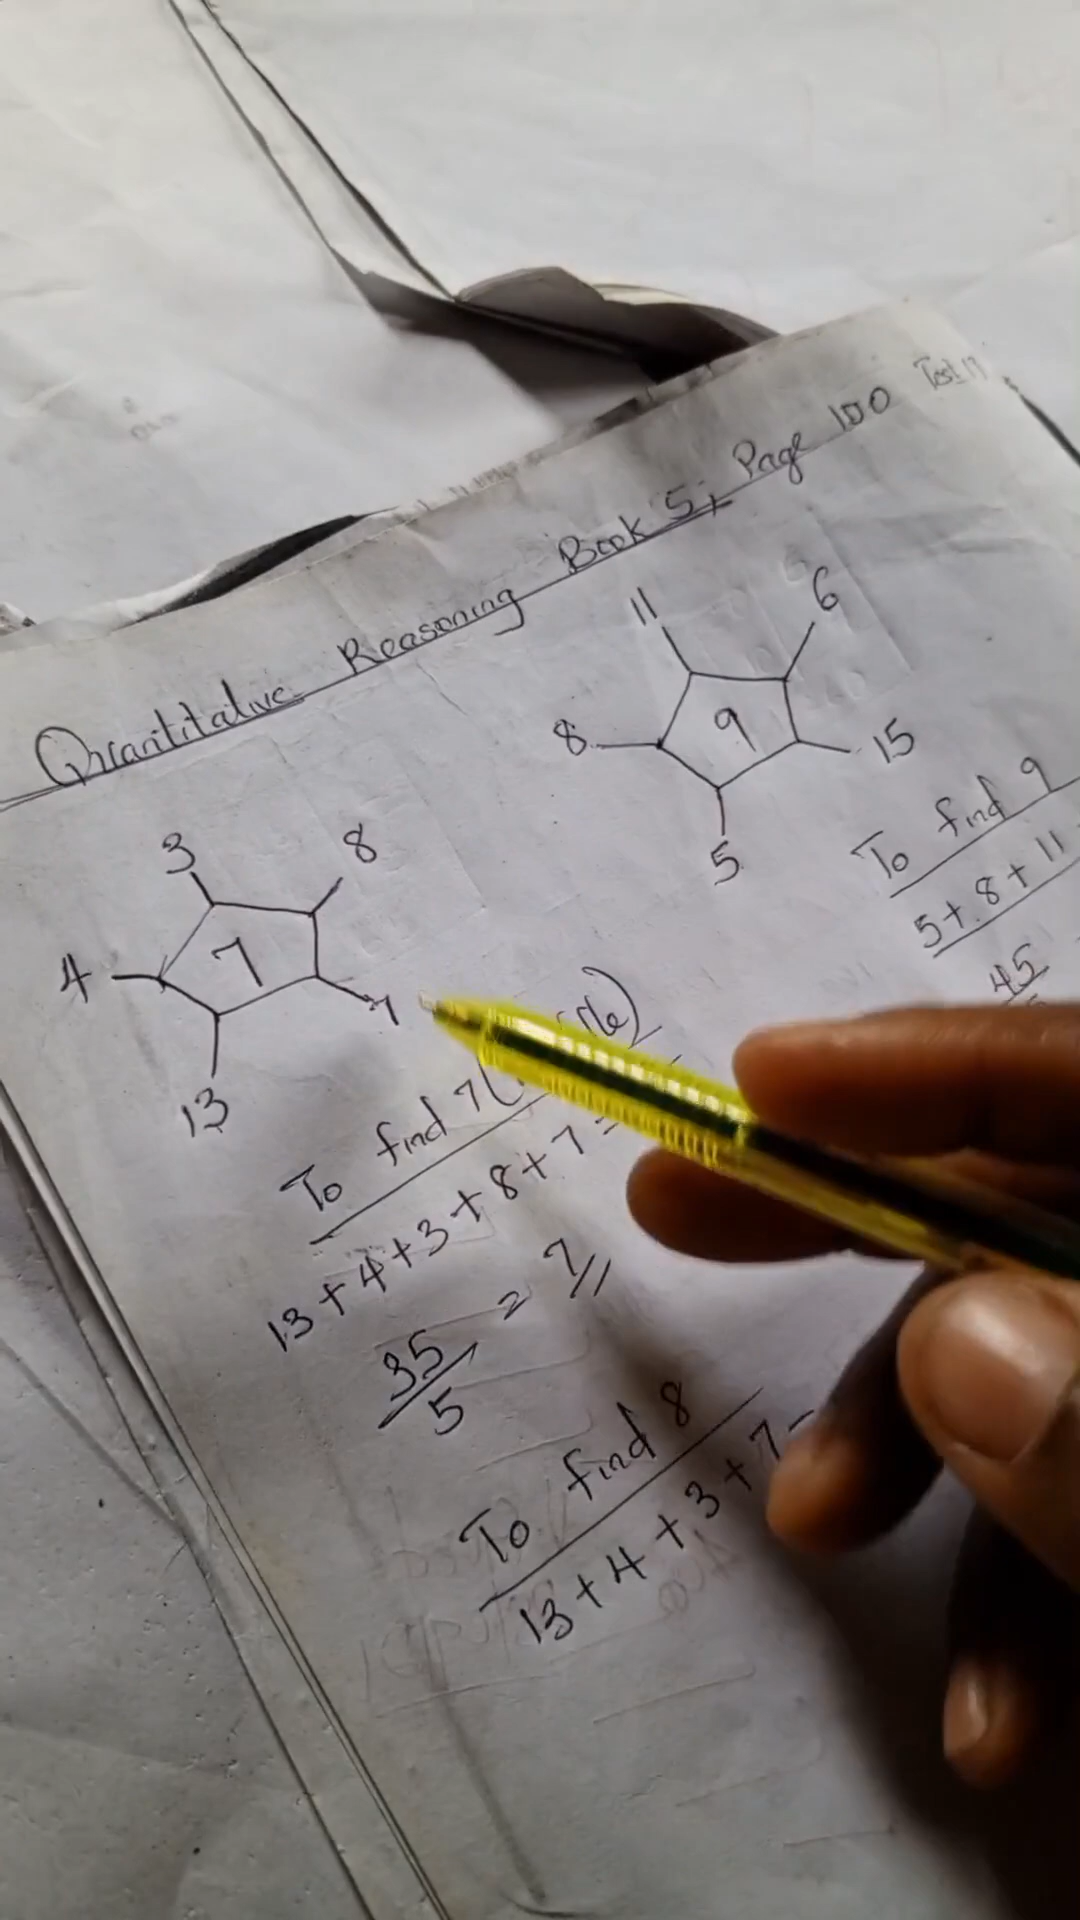 Quantitative Reasoning Book 5, Page 100 Test 17
11
6
8
9
15
5
3
8
4
7
7
13
To find 9
5 + 8 + 11
45
To find 7 (
13 + 4 + 3 + 8 + 7 =
35/5 = 7
To find 8
13 + 4 + 3 + 7 -